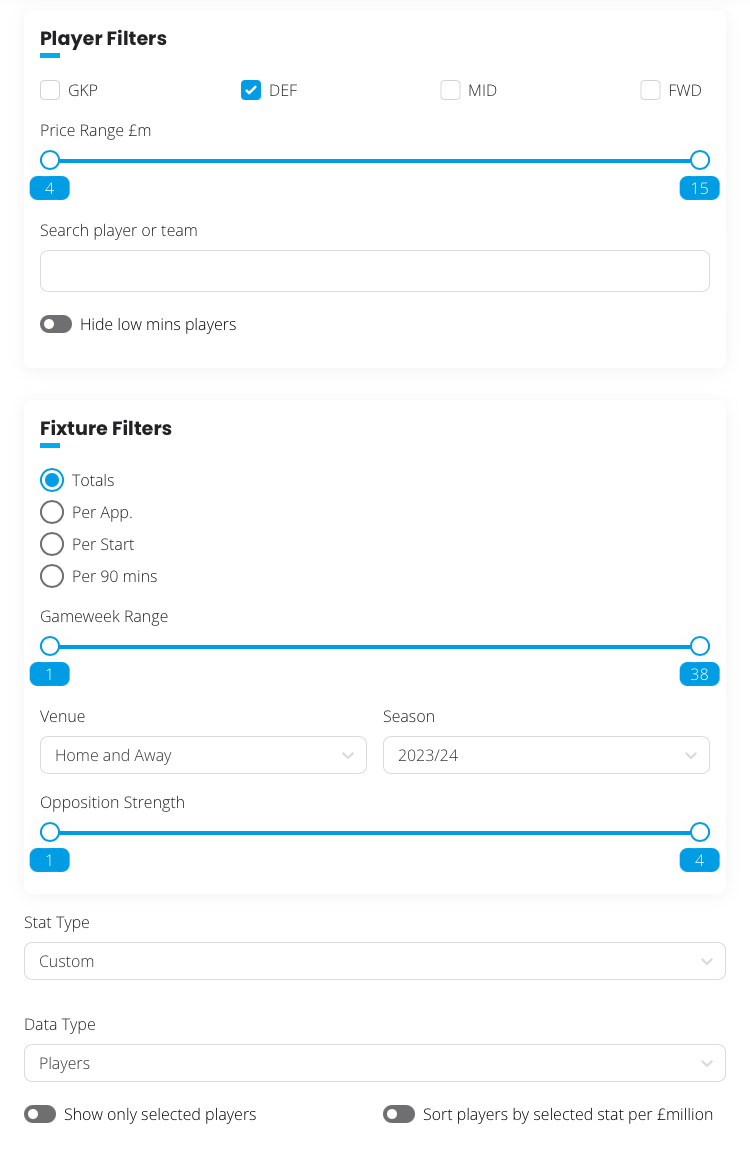 Player Filters
GKP DEF MID FWD
Price Range £m
4 15
Search player or team
Hide low mins players
Fixture Filters
Totals
Per App.
Per Start
Per 90 mins
Gameweek Range
1 38
Venue Season
Home and Away 2023/24
Opposition Strength
1 4
Stat Type
Custom
Data Type
Players
Show only selected players Sort players by selected stat per £million